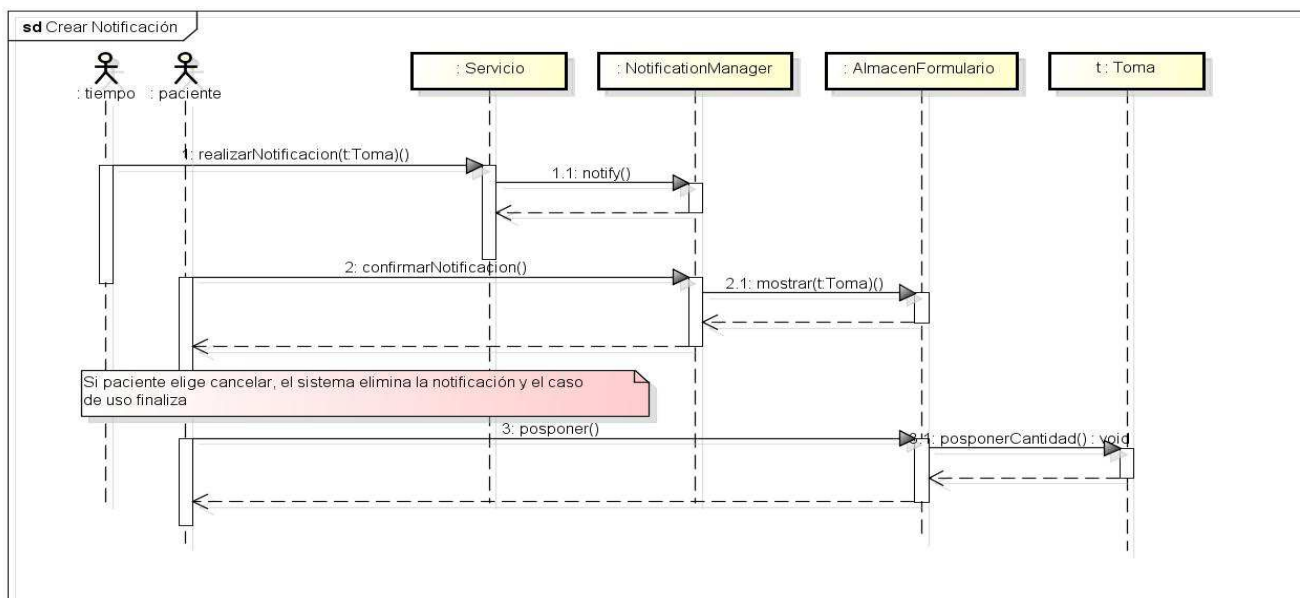 sd Crear Notificación
: tiempo
: paciente
: Servicio
: NotificationManager
: AlmacenFormulario
t : Toma
1: realizarNotificacion(t:Toma)()
1.1: notify()
2: confirmarNotificacion()
2.1: mostrar(t:Toma)()
Si paciente elige cancelar, el sistema elimina la notificación y el caso
de uso finaliza
3: posponer()
3.1: posponerCantidad() : void